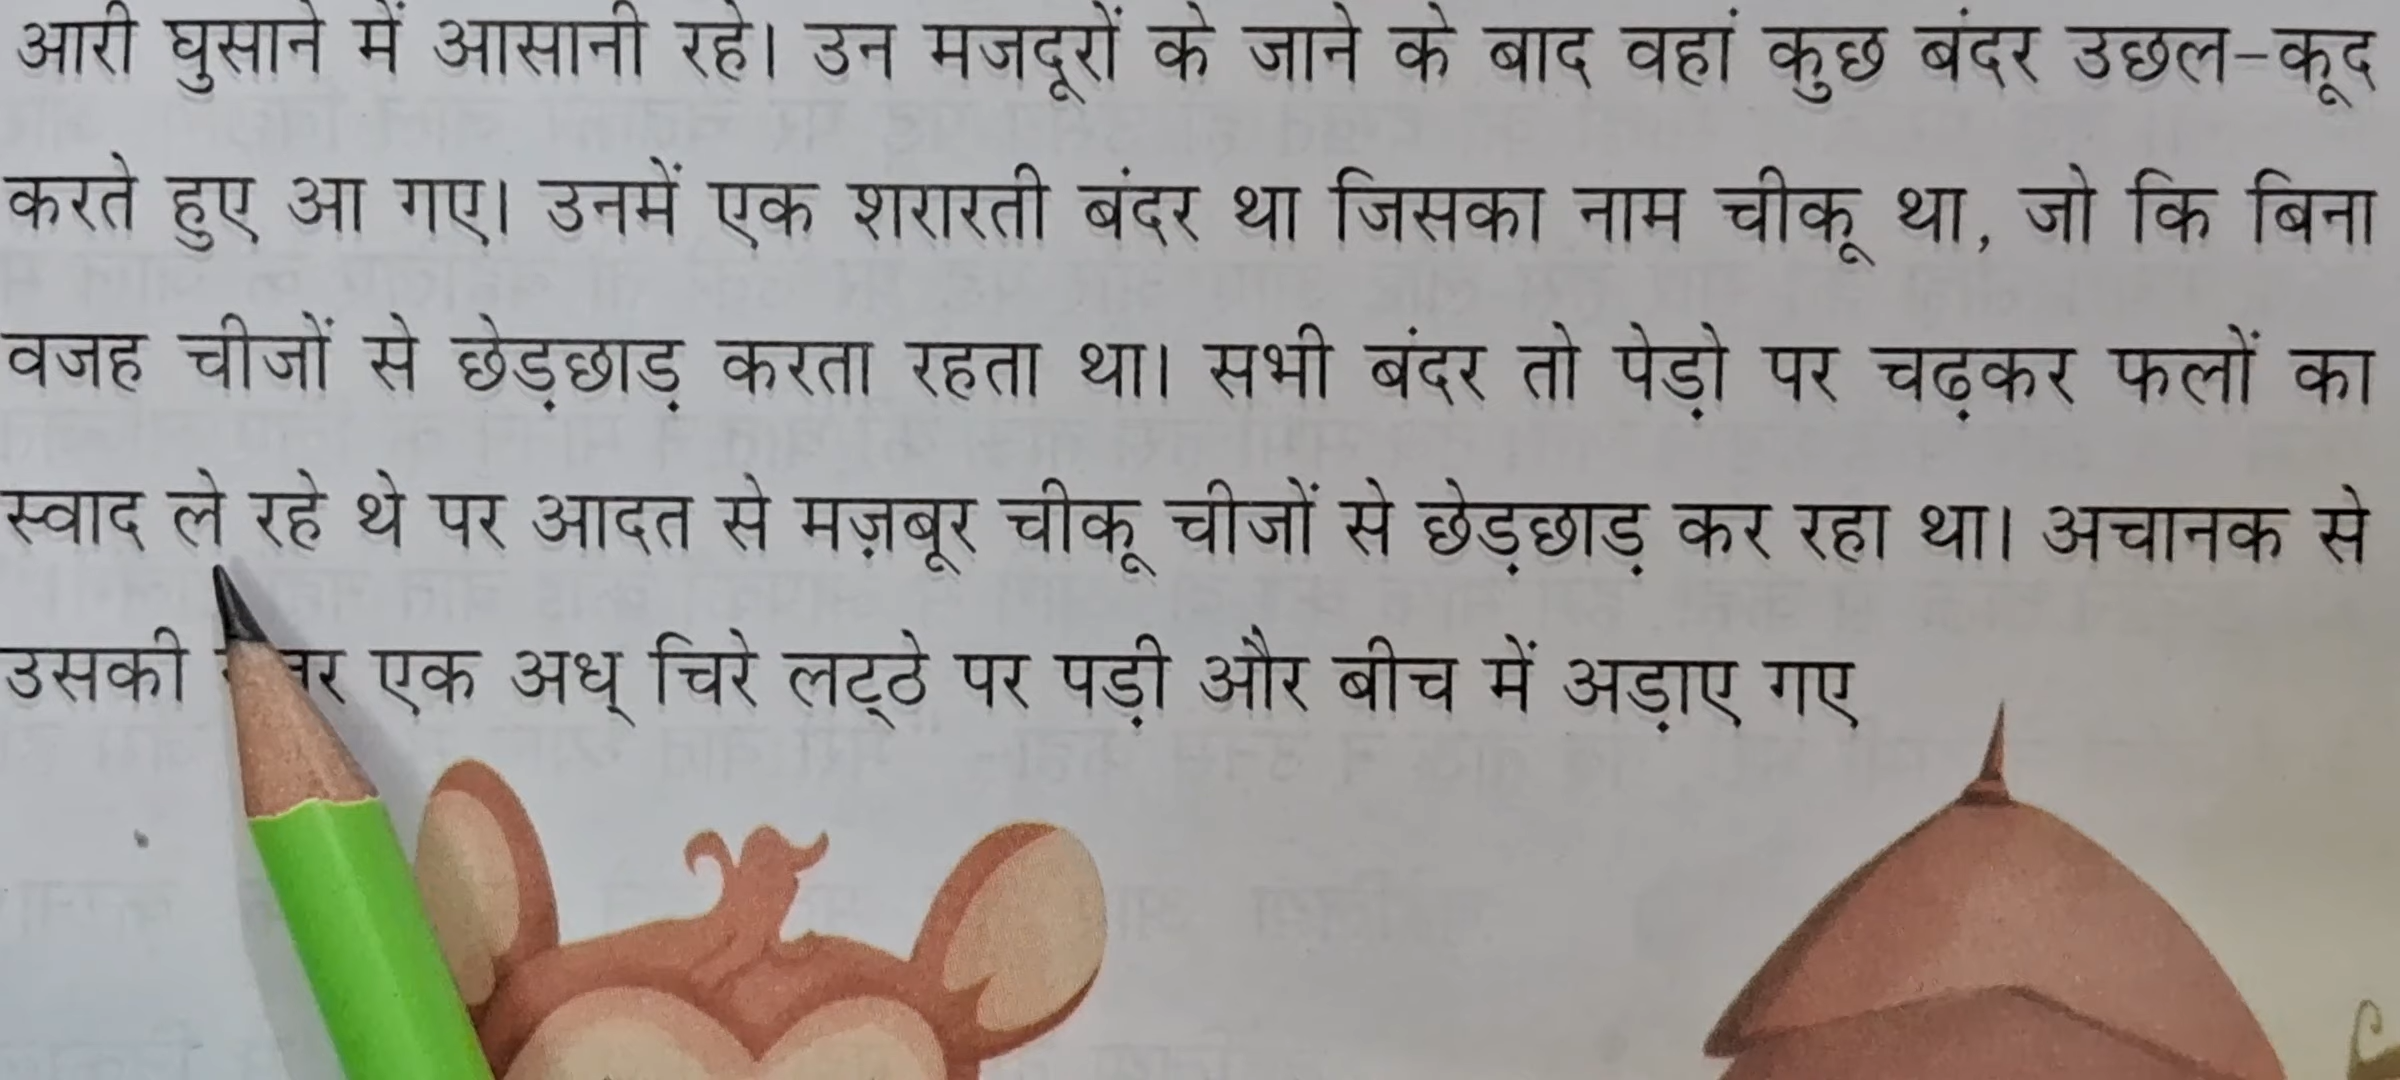 आरी घुसाने में आसानी रहे। उन मजदूरों के जाने के बाद वहां कुछ बंदर उछल-कूद
करते हुए आ गए। उनमें एक शरारती बंदर था जिसका नाम चीकू था, जो कि बिना
वजह चीजों से छेड़छाड़ करता रहता था। सभी बंदर तो पेड़ो पर चढ़कर फलों का
स्वाद ले रहे थे पर आदत से मज़बूर चीकू चीजों से छेड़छाड़ कर रहा था। अचानक से
उसकी एक अध् चिरे लट्ठे पर पड़ी और बीच में अड़ाए गए